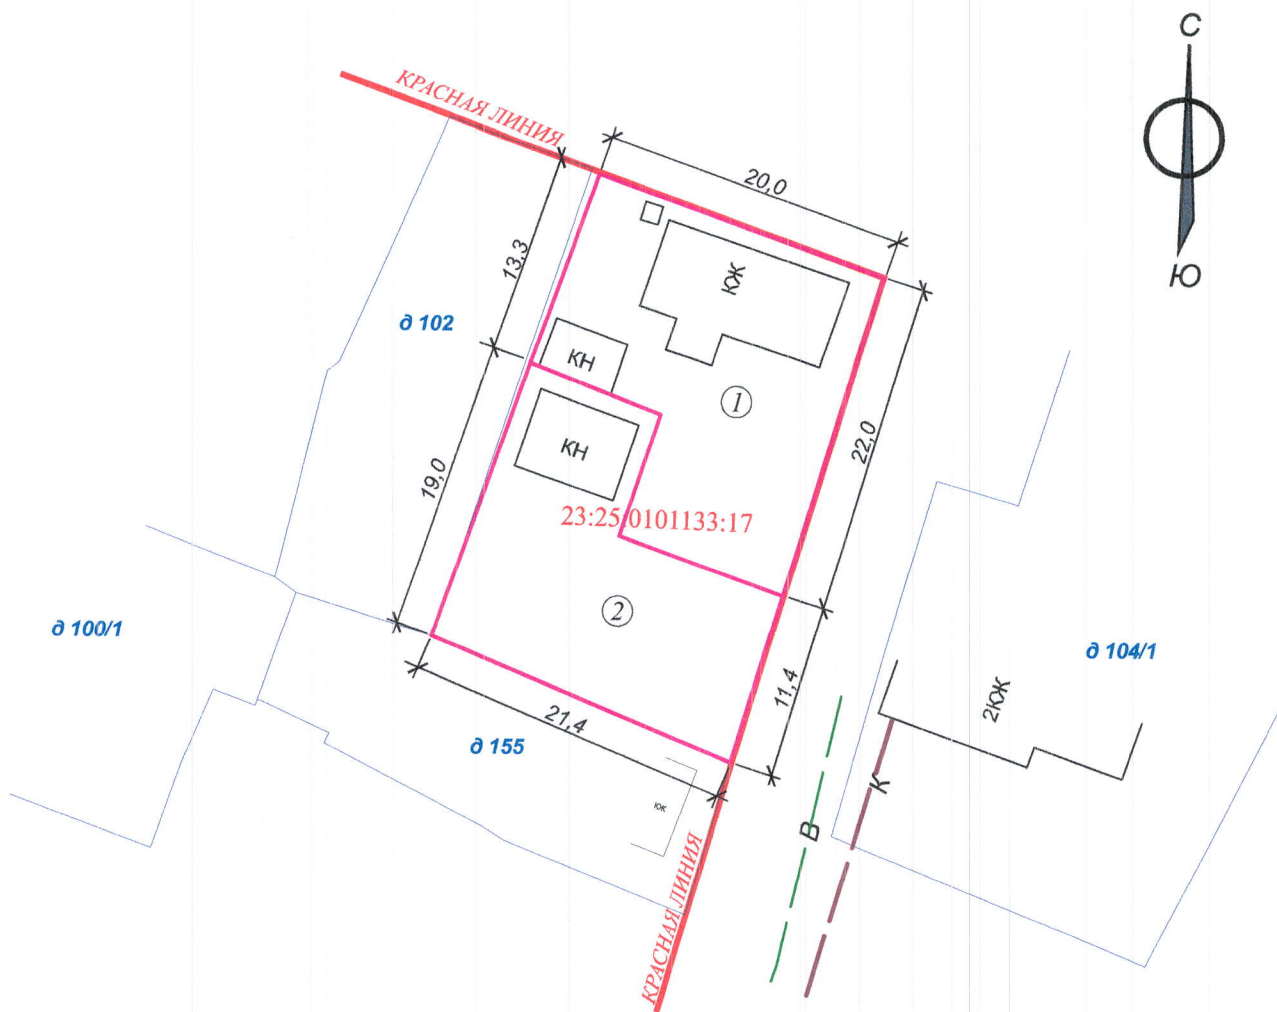 С
Ю
КРАСНАЯ ЛИНИЯ
20,0
13,3
КЖ
д 102
КН
1
22,0
КН
19,0
23:25:0101133:17
2
д 100/1
д 104/1
11,4
2КЖ
21,4
д 155
К
КЖ
В
КРАСНАЯ ЛИНИЯ